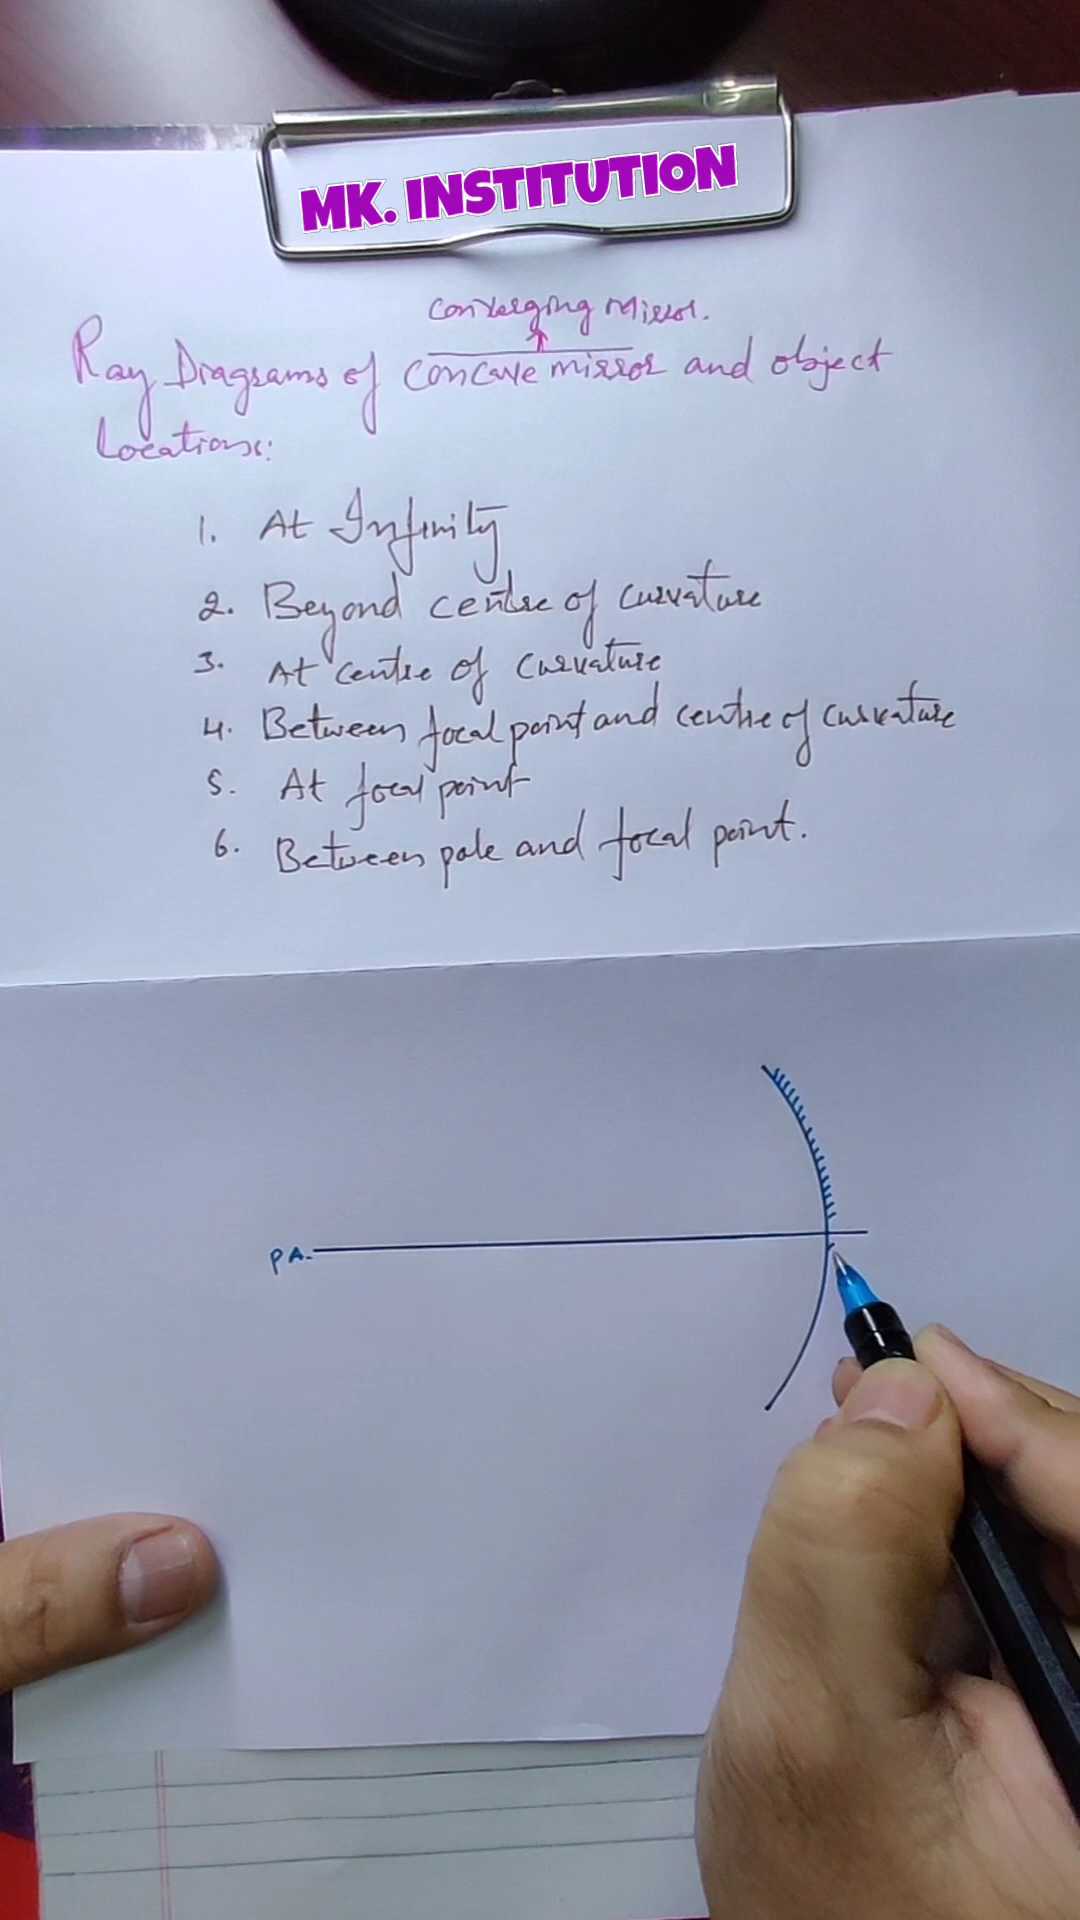 MK. INSTITUTION
Converging Mirror.
Ray Diagrams of concave mirror and object
Locations:
1. At Infinity
2. Beyond centre of curvature
3. At centre of curvature
4. Between focal point and centre of curvature
5. At focal point
6. Between pole and focal point.
P A.